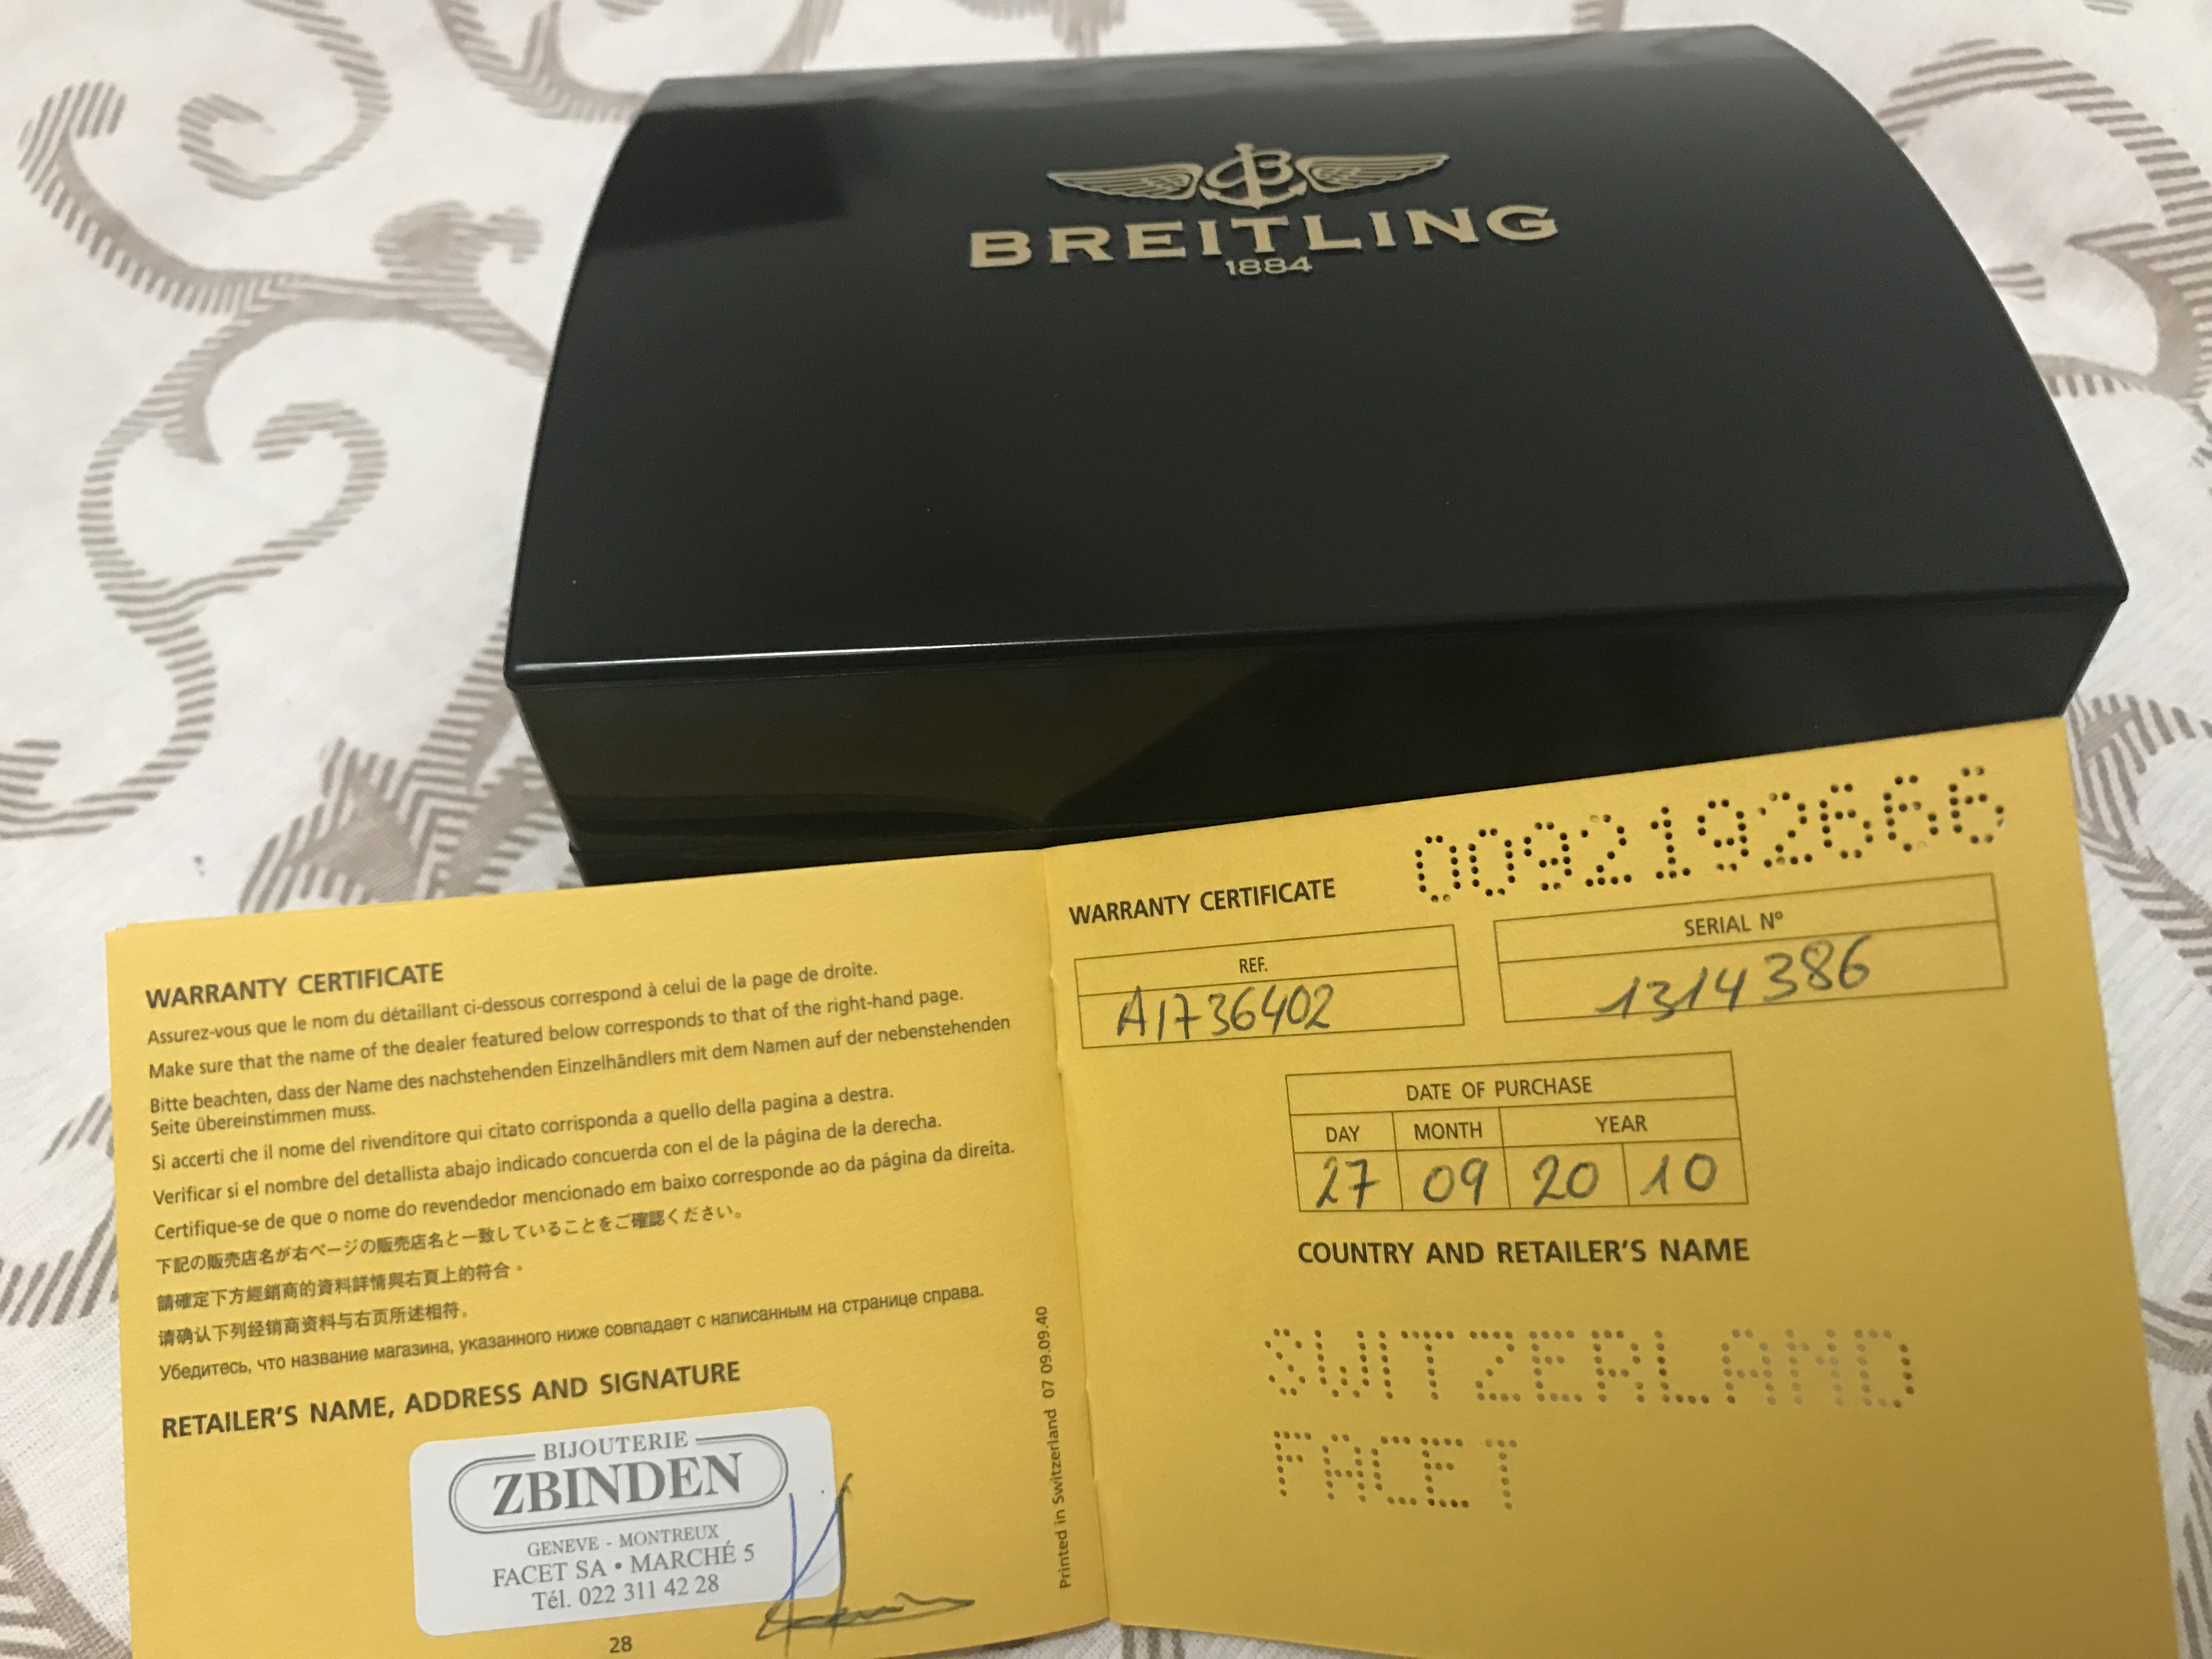 BREITLING
1884
WARRANTY CERTIFICATE
Assurez-vous que le nom du détaillant ci-dessous correspond à celui de la page de droite.
Make sure that the name of the dealer featured below corresponds to that of the right-hand page.
Bitte beachten, dass der Name des nachstehenden Einzelhändlers mit dem Namen auf der nebenstehenden
Seite übereinstimmen muss.
Si accerti che il nome del rivenditore qui citato corrisponda a quello della pagina a destra.
Verificar si el nombre del detallista abajo indicado concuerda con el de la página de la derecha.
Certifique-se de que o nome do revendedor mencionado em baixo corresponde ao da página da direita.
下記の販売店名が右ページの販売店名と一致していることをご確認ください。
請確定下方經銷商的資料詳情與右頁上的符合。
请确认下列经销商资料与右页所述相符。
Убедитесь, что название магазина, указанного ниже совпадает с написанным на странице справа.
RETAILER'S NAME, ADDRESS AND SIGNATURE
BIJOUTERIE
ZBINDEN
GENEVE - MONTREUX
FACET SA • MARCHÉ 5
Tél. 022 311 42 28
28
Printed in Switzerland 07 09.09.40
0092192666
WARRANTY CERTIFICATE
REF.
A1736402
SERIAL Nº
1314386
DATE OF PURCHASE
DAY MONTH YEAR
27 09 20 10
COUNTRY AND RETAILER'S NAME
SWITZERLAND
FACET